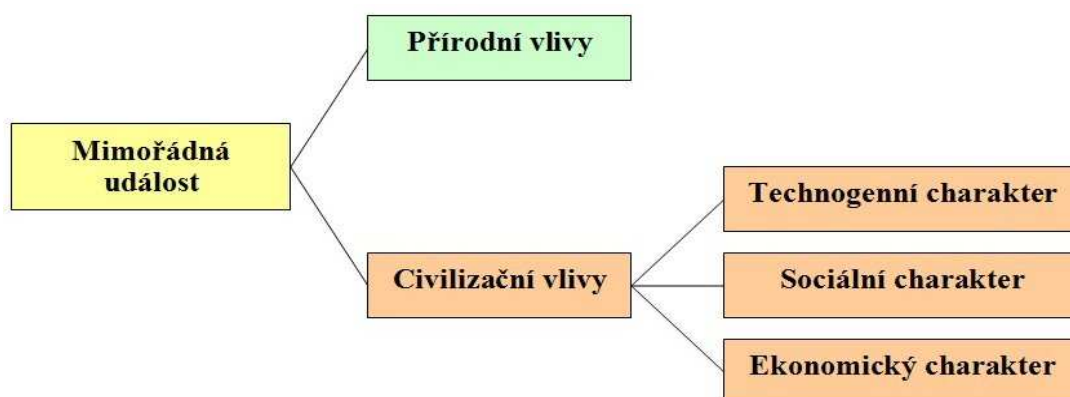 Přírodní vlivy
Mimořádná
událost
Technogenní charakter
Civilizační vlivy
Sociální charakter
Ekonomický charakter